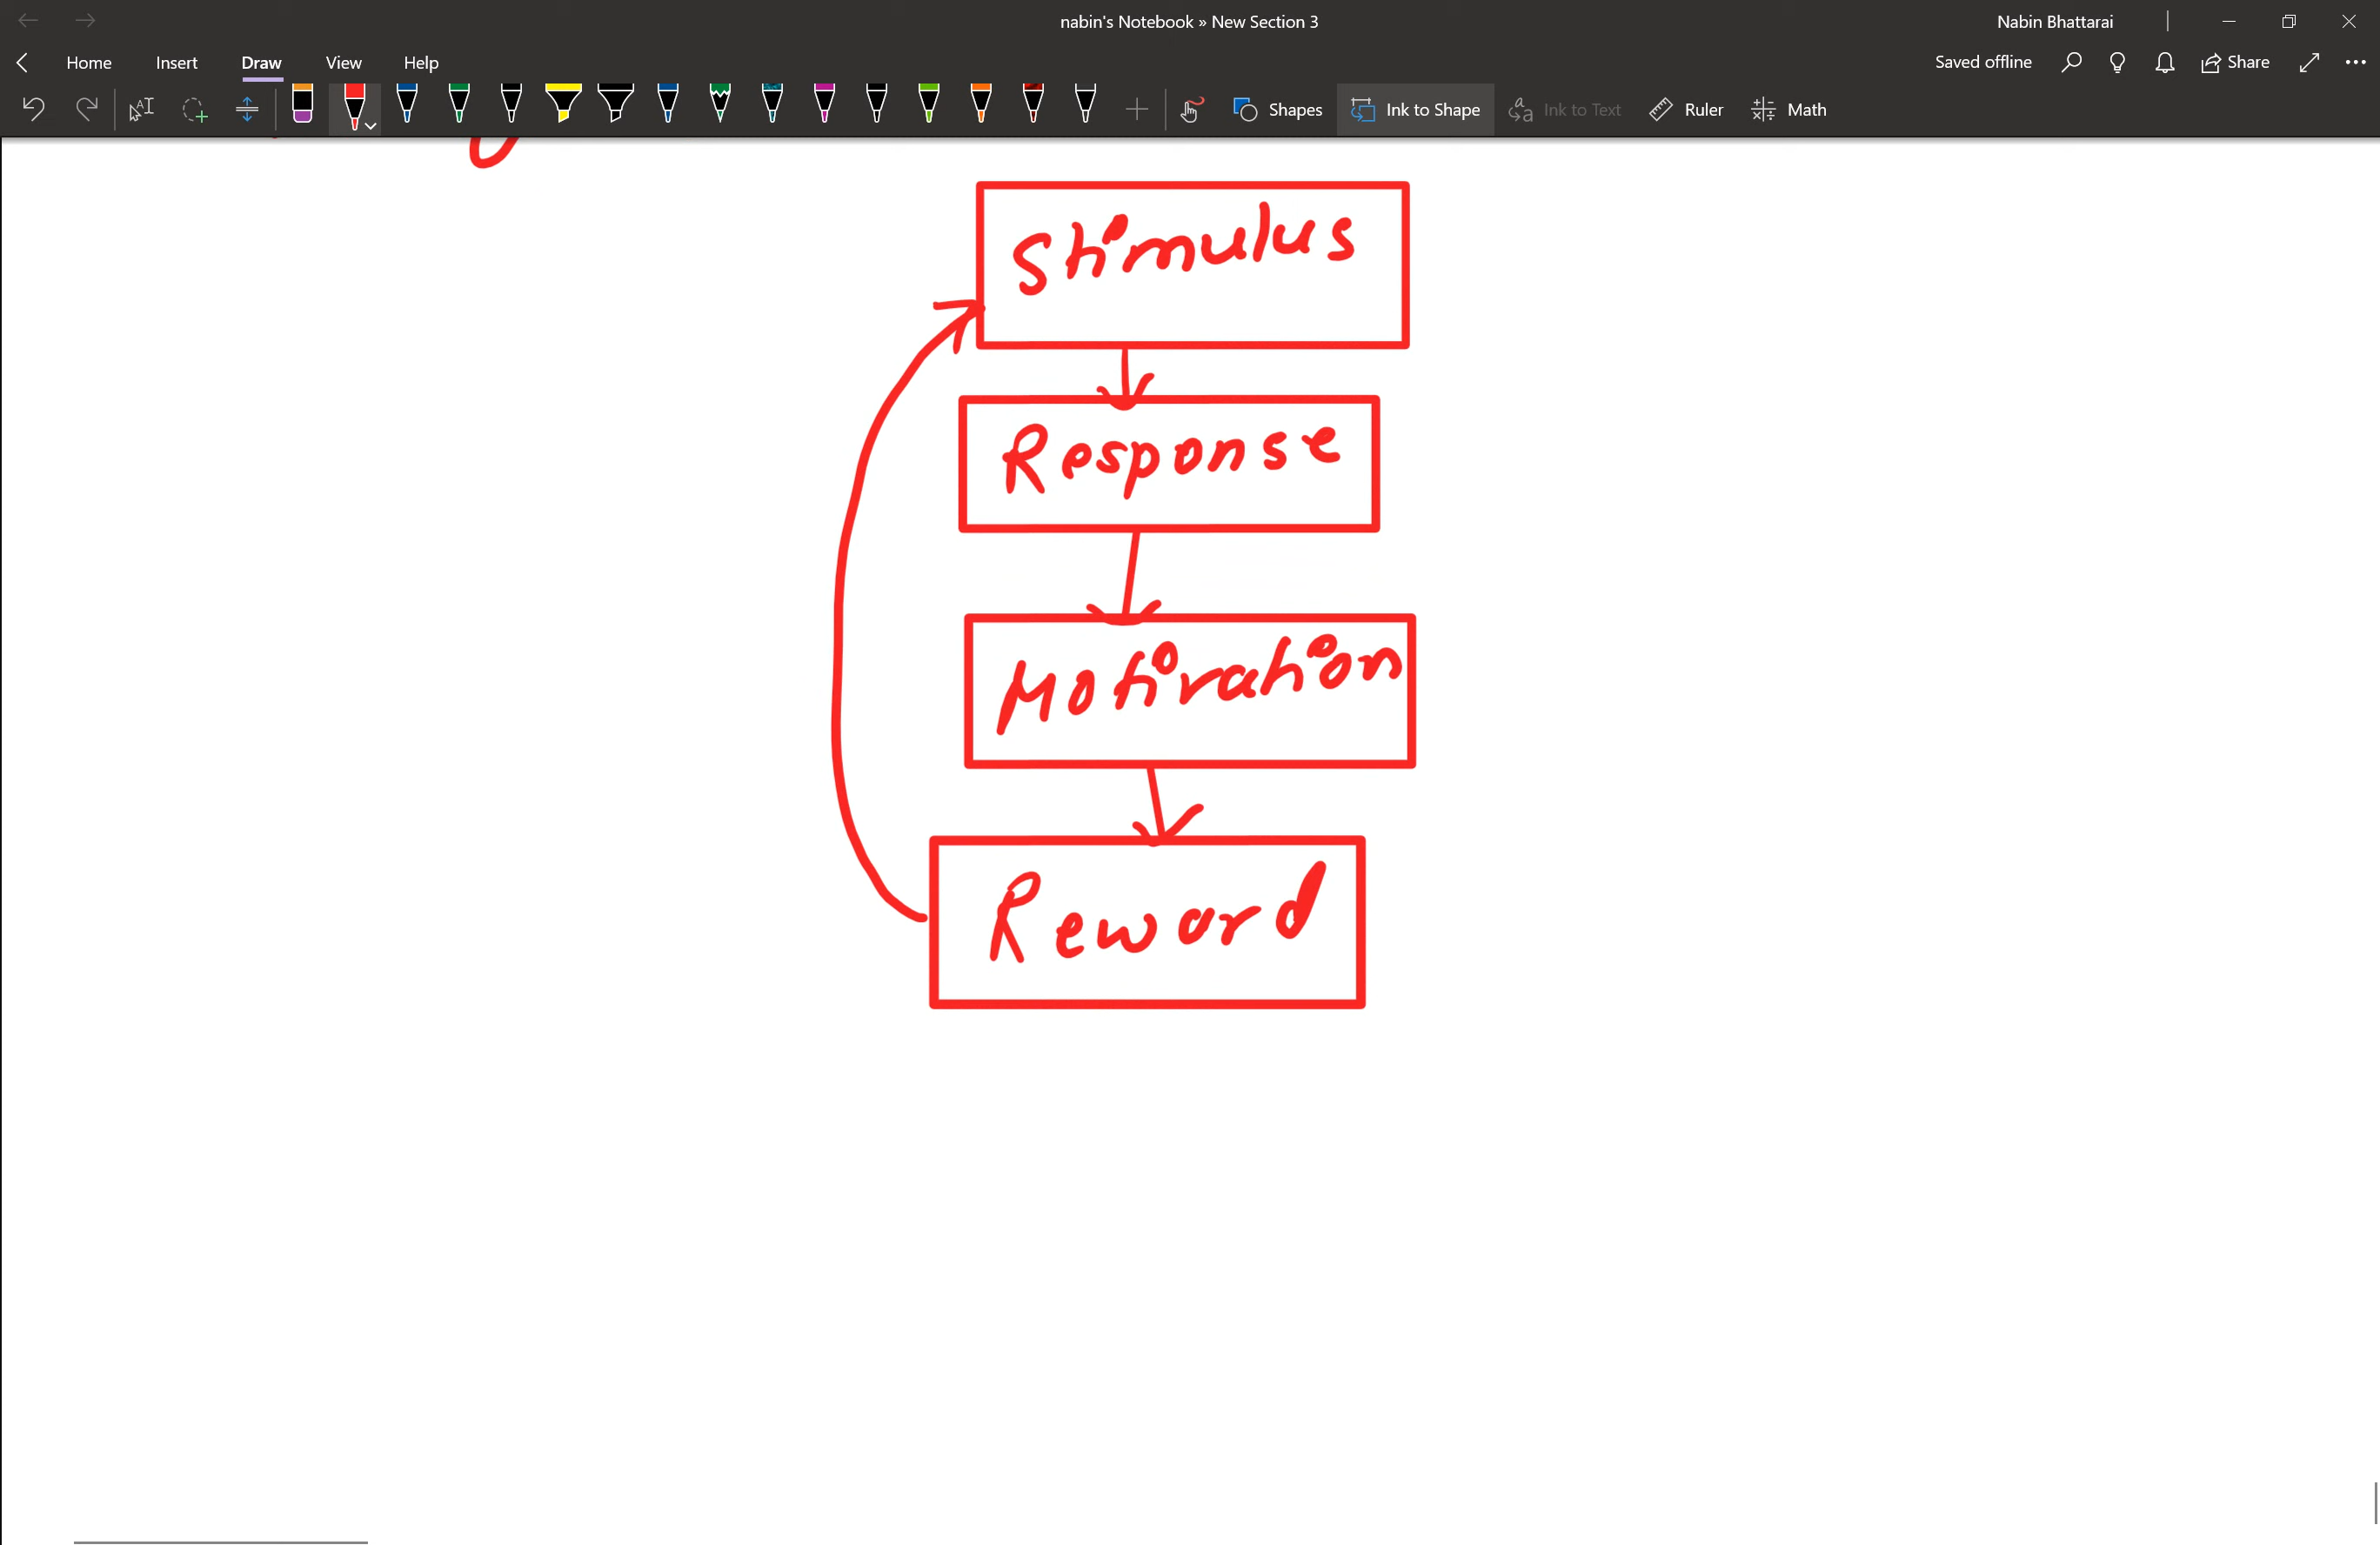 nabin's Notebook » New Section 3
Nabin Bhattarai
Home Insert Draw View Help
Saved offline
Share
Shapes
Ink to Shape
Ink to Text
Ruler
Math
Stimulus
Response
Motivation
Reward